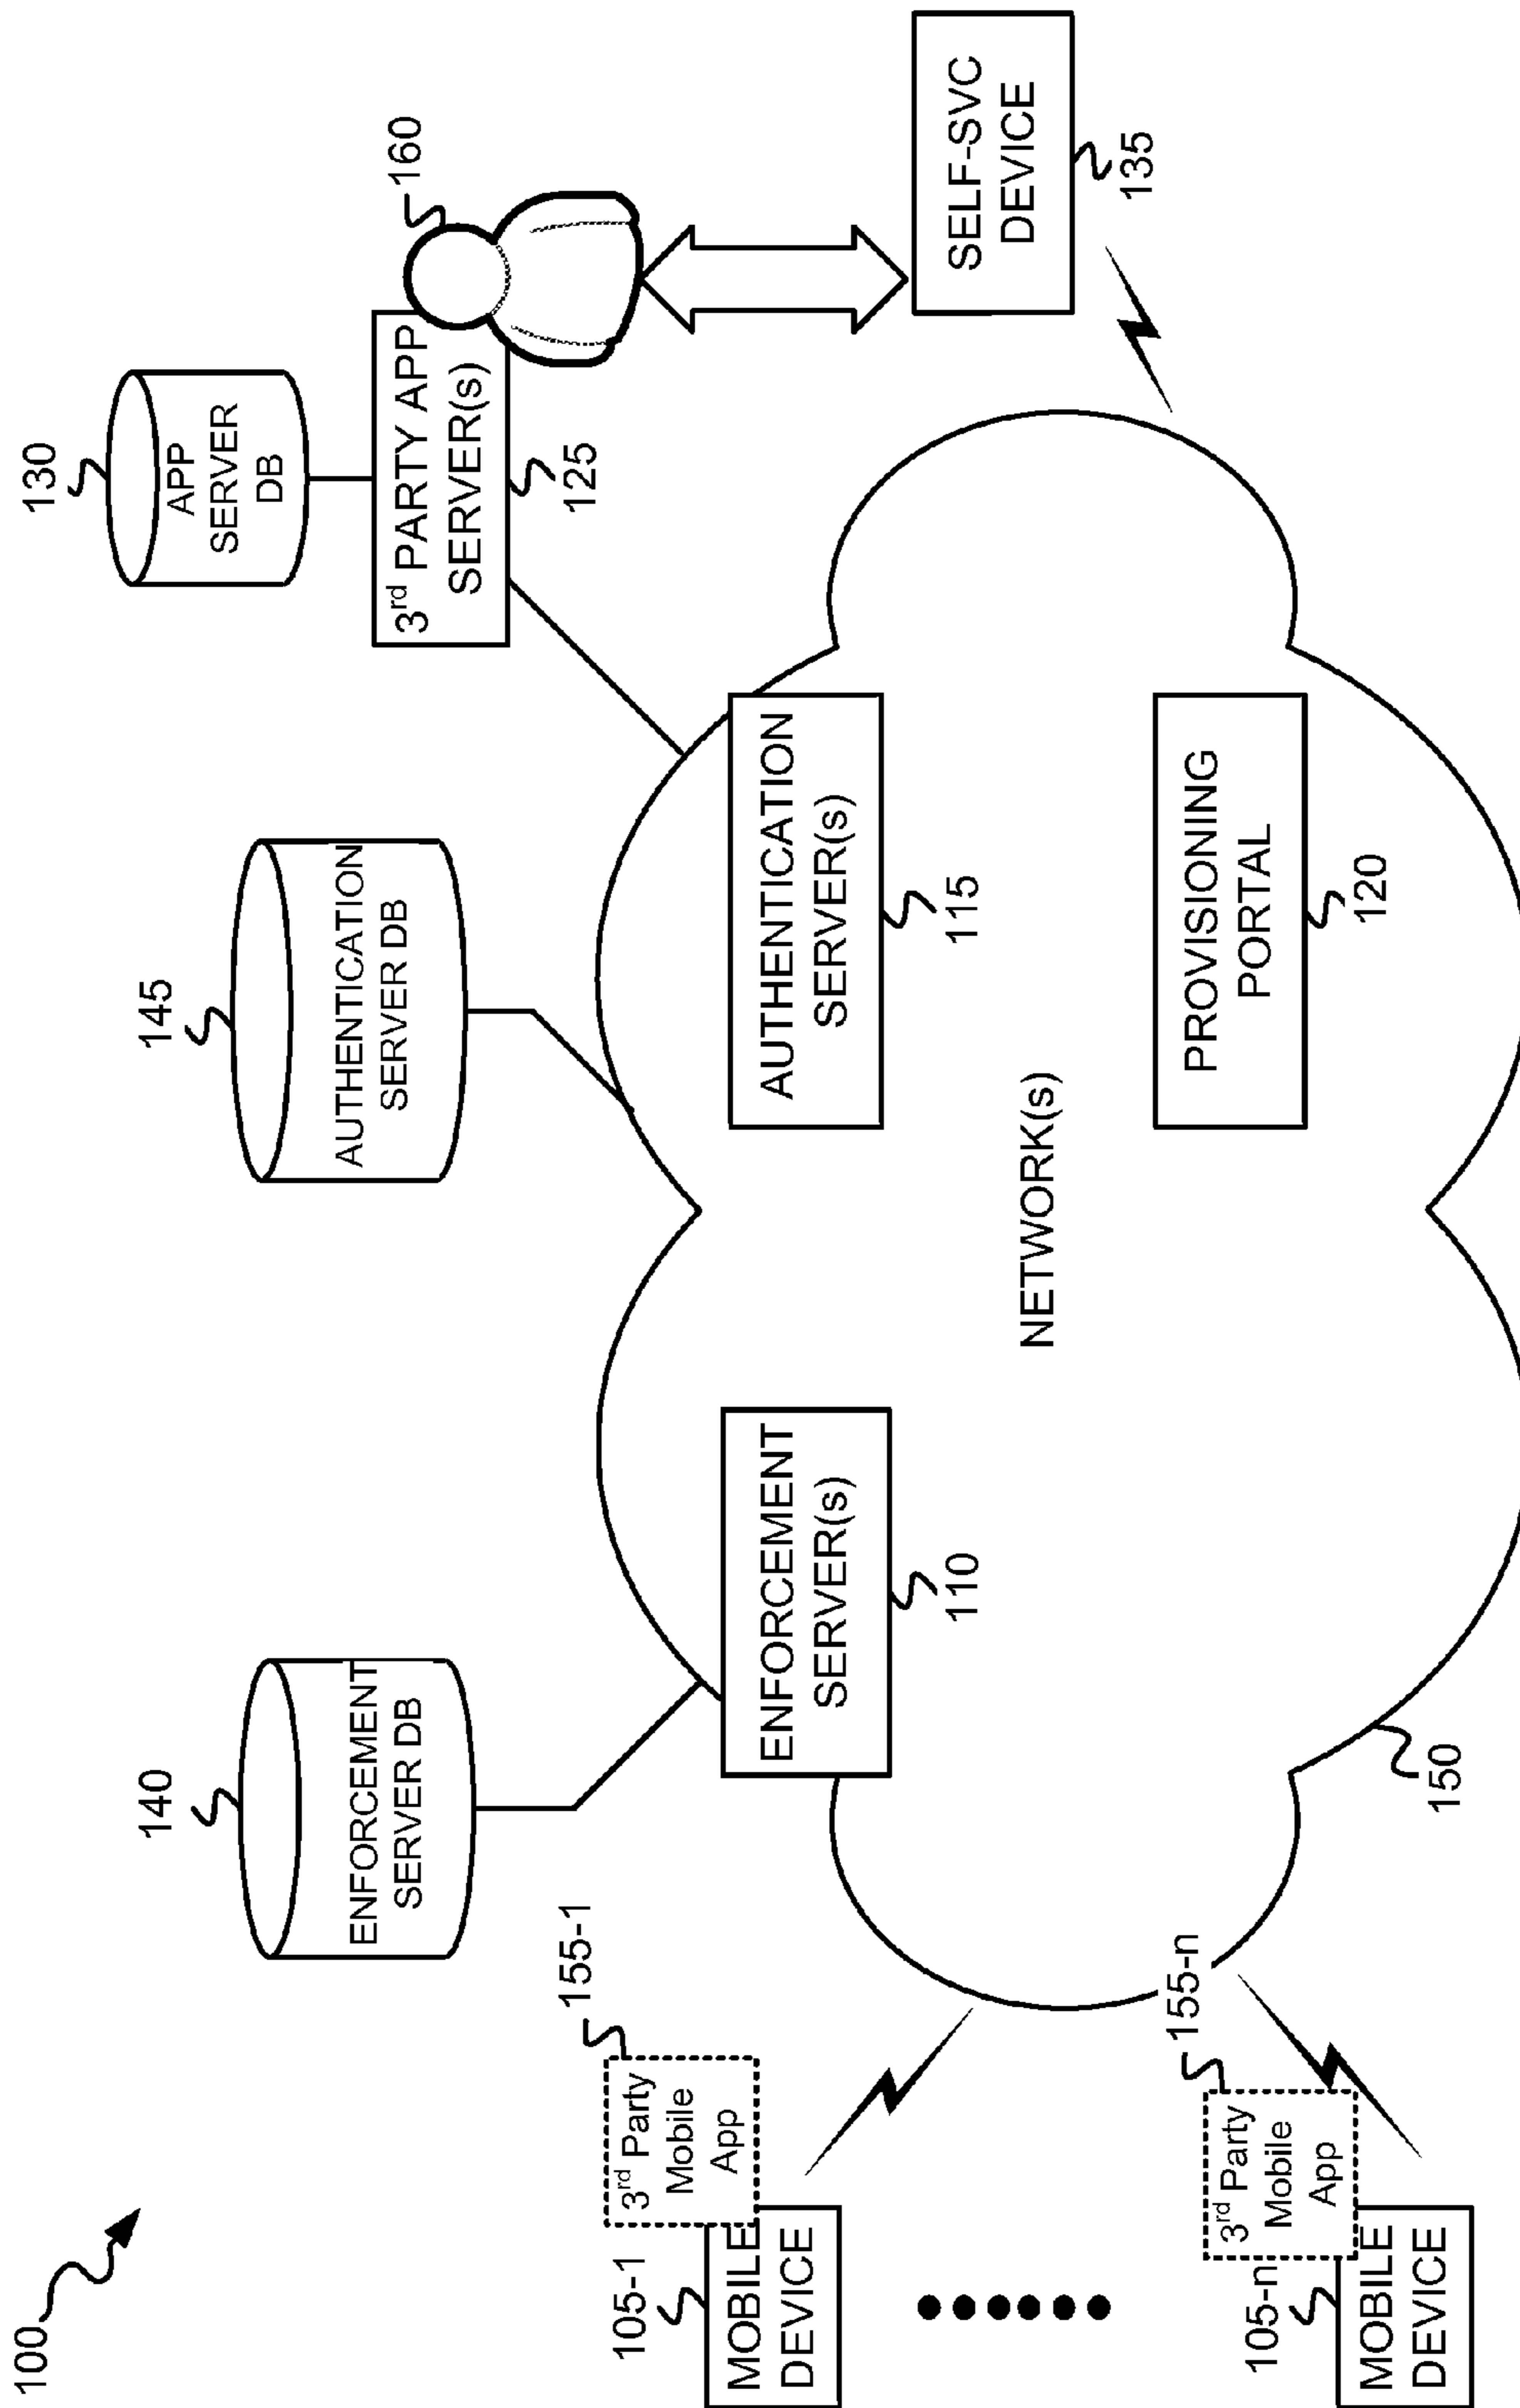 100
140
145
130
ENFORCEMENT
SERVER DB
AUTHENTICATION
SERVER DB
APP
SERVER
DB
3rd PARTY APP
SERVER(s)
125
160
155-1
3rd Party
Mobile
App
105-1
MOBILE
DEVICE
ENFORCEMENT
SERVER(s)
110
AUTHENTICATION
SERVER(s)
115
SELF-SVC
DEVICE
135
NETWORK(s)
155-n
3rd Party
Mobile
App
105-n
MOBILE
DEVICE
PROVISIONING
PORTAL
120
150